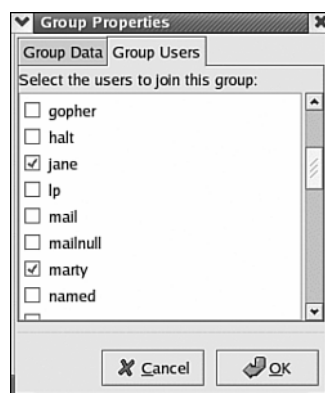 Group Properties
Group Data Group Users
Select the users to join this group:
gopher
halt
jane
lp
mail
mailnull
marty
named
Cancel OK